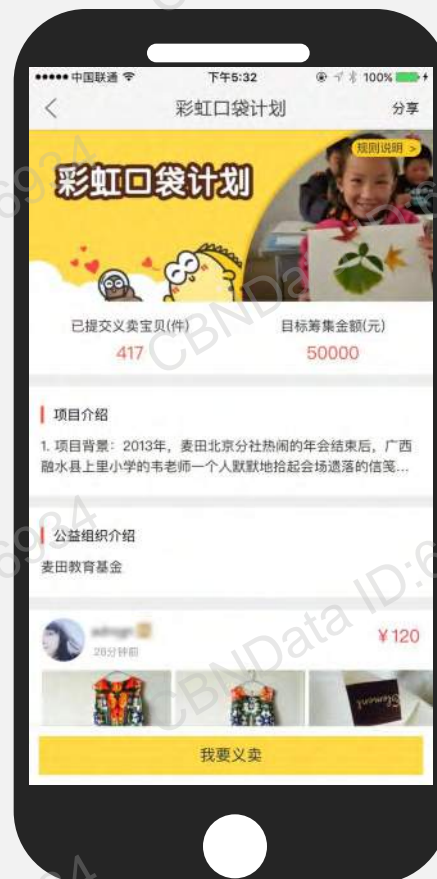 中国联通
下午5:32
100%
彩虹口袋计划
分享
规则说明 >
彩虹口袋计划
已提交义卖宝贝(件)
目标筹集金额(元)
417
50000
项目介绍
1. 项目背景：2013年，麦田北京分社热闹的年会结束后，广西
融水县上里小学的韦老师一个人默默地拾起会场遗落的信笺...
公益组织介绍
麦田教育基金
¥120
28分钟前
Element
我要义卖
CBNData
CBNData ID:6
CBNData
6934
6934